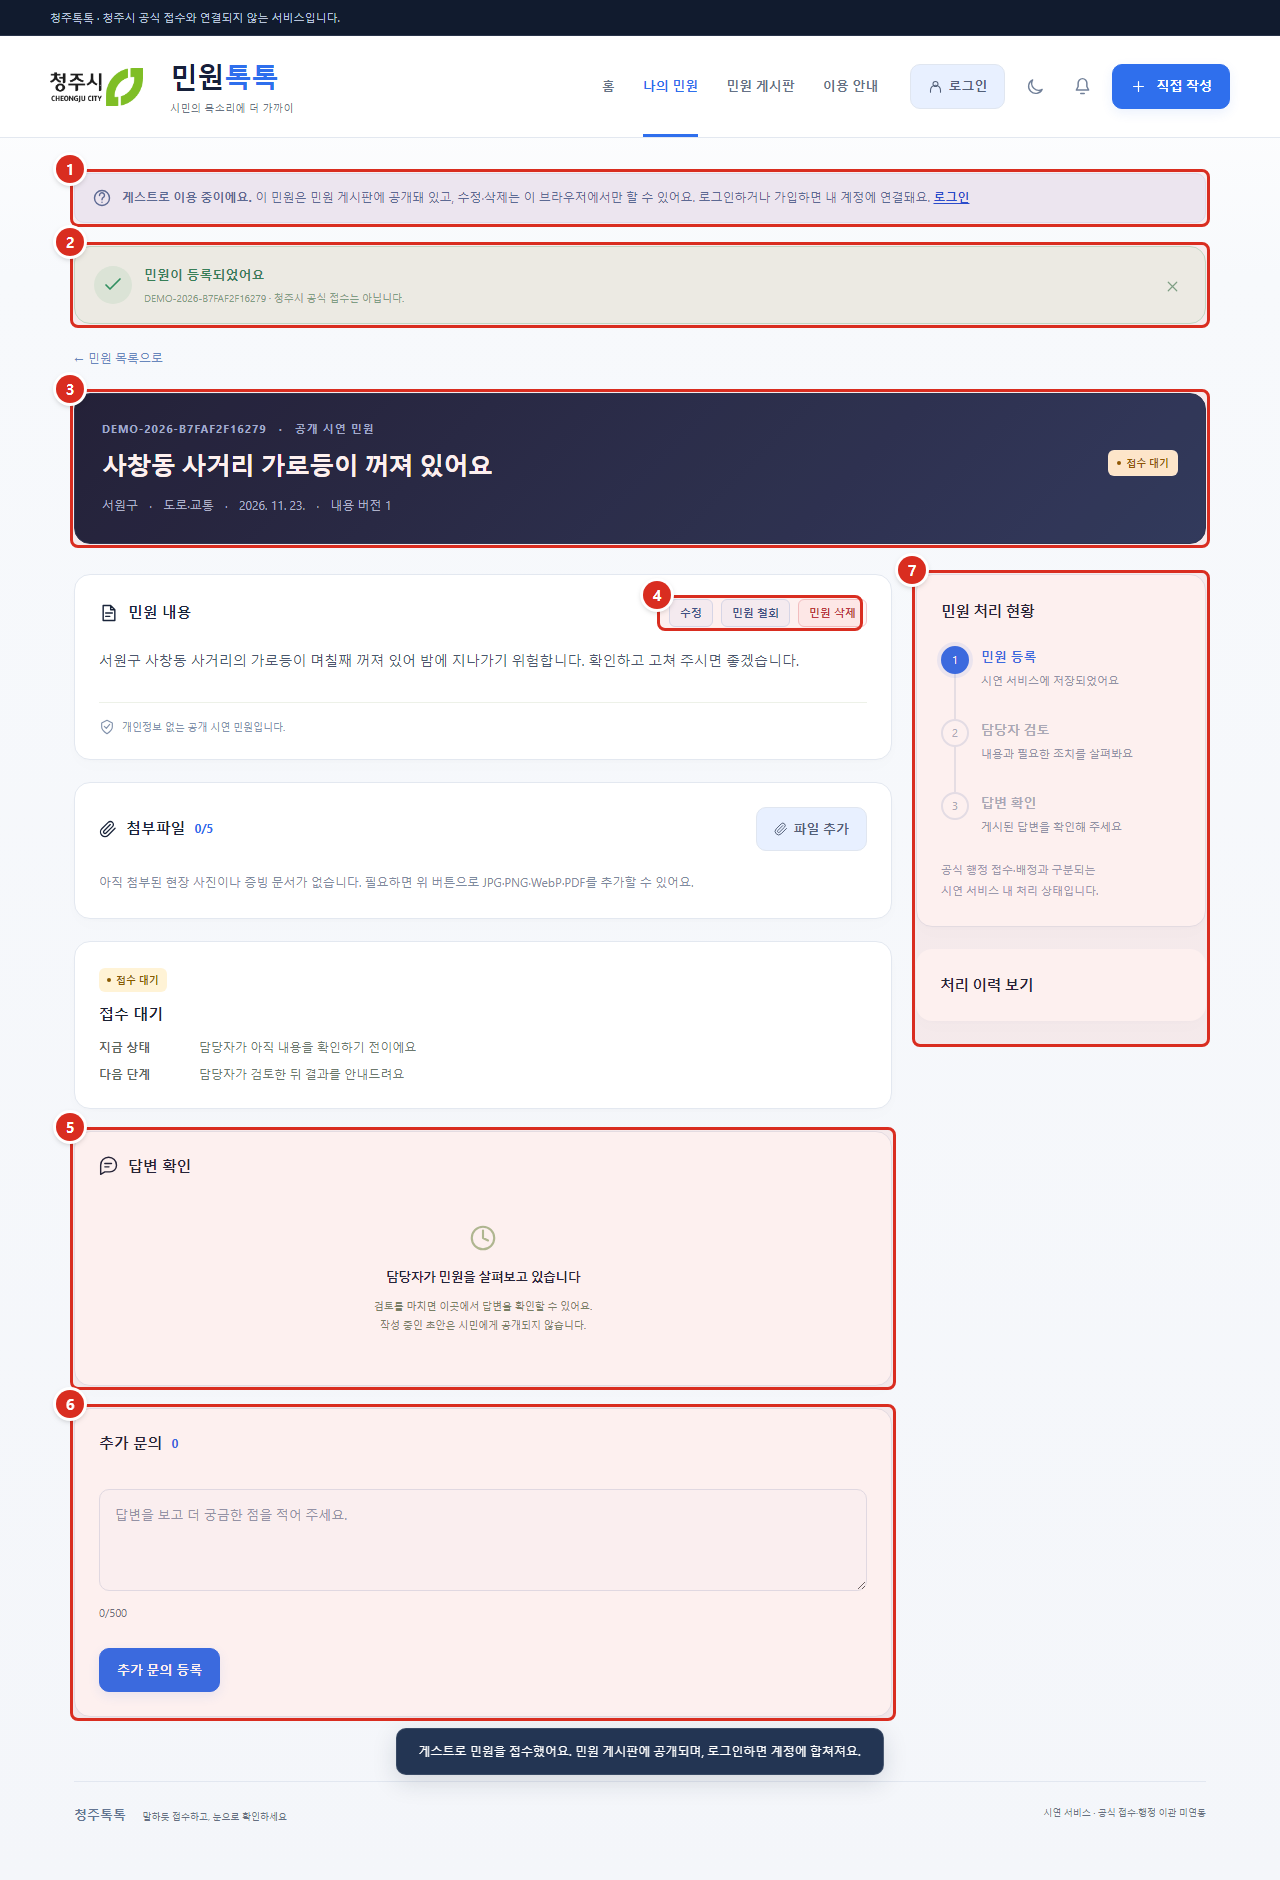 청주톡톡 · 청주시 공식 접수와 연결되지 않는 서비스입니다.
청주시
CHEONGJU CITY
민원톡톡
시민의 목소리에 더 가까이
홈
나의 민원
민원 게시판
이용 안내
로그인
직접 작성
1
게스트로 이용 중이에요. 이 민원은 민원 게시판에 공개돼 있고, 수정·삭제는 이 브라우저에서만 할 수 있어요. 로그인하거나 가입하면 내 계정에 연결돼요. 로그인
2
민원이 등록되었어요
DEMO-2026-B7FAF2F16279 · 청주시 공식 접수는 아닙니다.
← 민원 목록으로
3
DEMO-2026-B7FAF2F16279 · 공개 시연 민원
사창동 사거리 가로등이 꺼져 있어요
서원구 · 도로·교통 · 2026. 11. 23. · 내용 버전 1
접수 대기
민원 내용
4
수정
민원 철회
민원 삭제
서원구 사창동 사거리의 가로등이 며칠째 꺼져 있어 밤에 지나가기 위험합니다. 확인하고 고쳐 주시면 좋겠습니다.
개인정보 없는 공개 시연 민원입니다.
첨부파일 0/5
파일 추가
아직 첨부된 현장 사진이나 증빙 문서가 없습니다. 필요하면 위 버튼으로 JPG·PNG·WebP·PDF를 추가할 수 있어요.
접수 대기
접수 대기
지금 상태 담당자가 아직 내용을 확인하기 전이에요
다음 단계 담당자가 검토한 뒤 결과를 안내드려요
5
답변 확인
담당자가 민원을 살펴보고 있습니다
검토를 마치면 이곳에서 답변을 확인할 수 있어요.
작성 중인 초안은 시민에게 공개되지 않습니다.
6
추가 문의 0
답변을 보고 더 궁금한 점을 적어 주세요.
0/500
추가 문의 등록
7
민원 처리 현황
1
민원 등록
시연 서비스에 저장되었어요
2
담당자 검토
내용과 필요한 조치를 살펴봐요
3
답변 확인
게시된 답변을 확인해 주세요
공식 행정 접수·배정과 구분되는
시연 서비스 내 처리 상태입니다.
처리 이력 보기
게스트로 민원을 접수했어요. 민원 게시판에 공개되며, 로그인하면 계정에 합쳐져요.
청주톡톡
말하듯 접수하고, 눈으로 확인하세요
시연 서비스 · 공식 접수·행정 이관 미연동